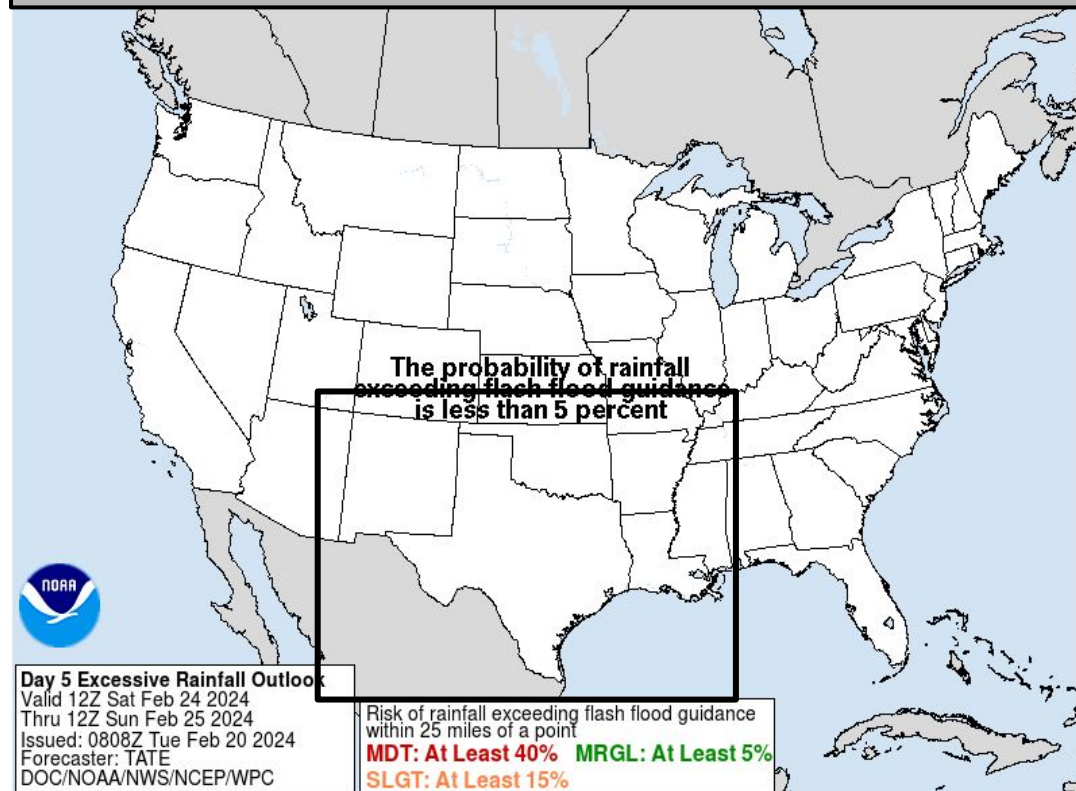 The probability of rainfall
exceeding flash flood guidance
is less than 5 percent
NOAA
Day 5 Excessive Rainfall Outlook
Valid 12Z Sat Feb 24 2024
Thru 12Z Sun Feb 25 2024
Issued: 0808Z Tue Feb 20 2024
Forecaster: TATE
DOC/NOAA/NWS/NCEP/WPC
Risk of rainfall exceeding flash flood guidance
within 25 miles of a point
MDT: At Least 40% MRGL: At Least 5%
SLGT: At Least 15%